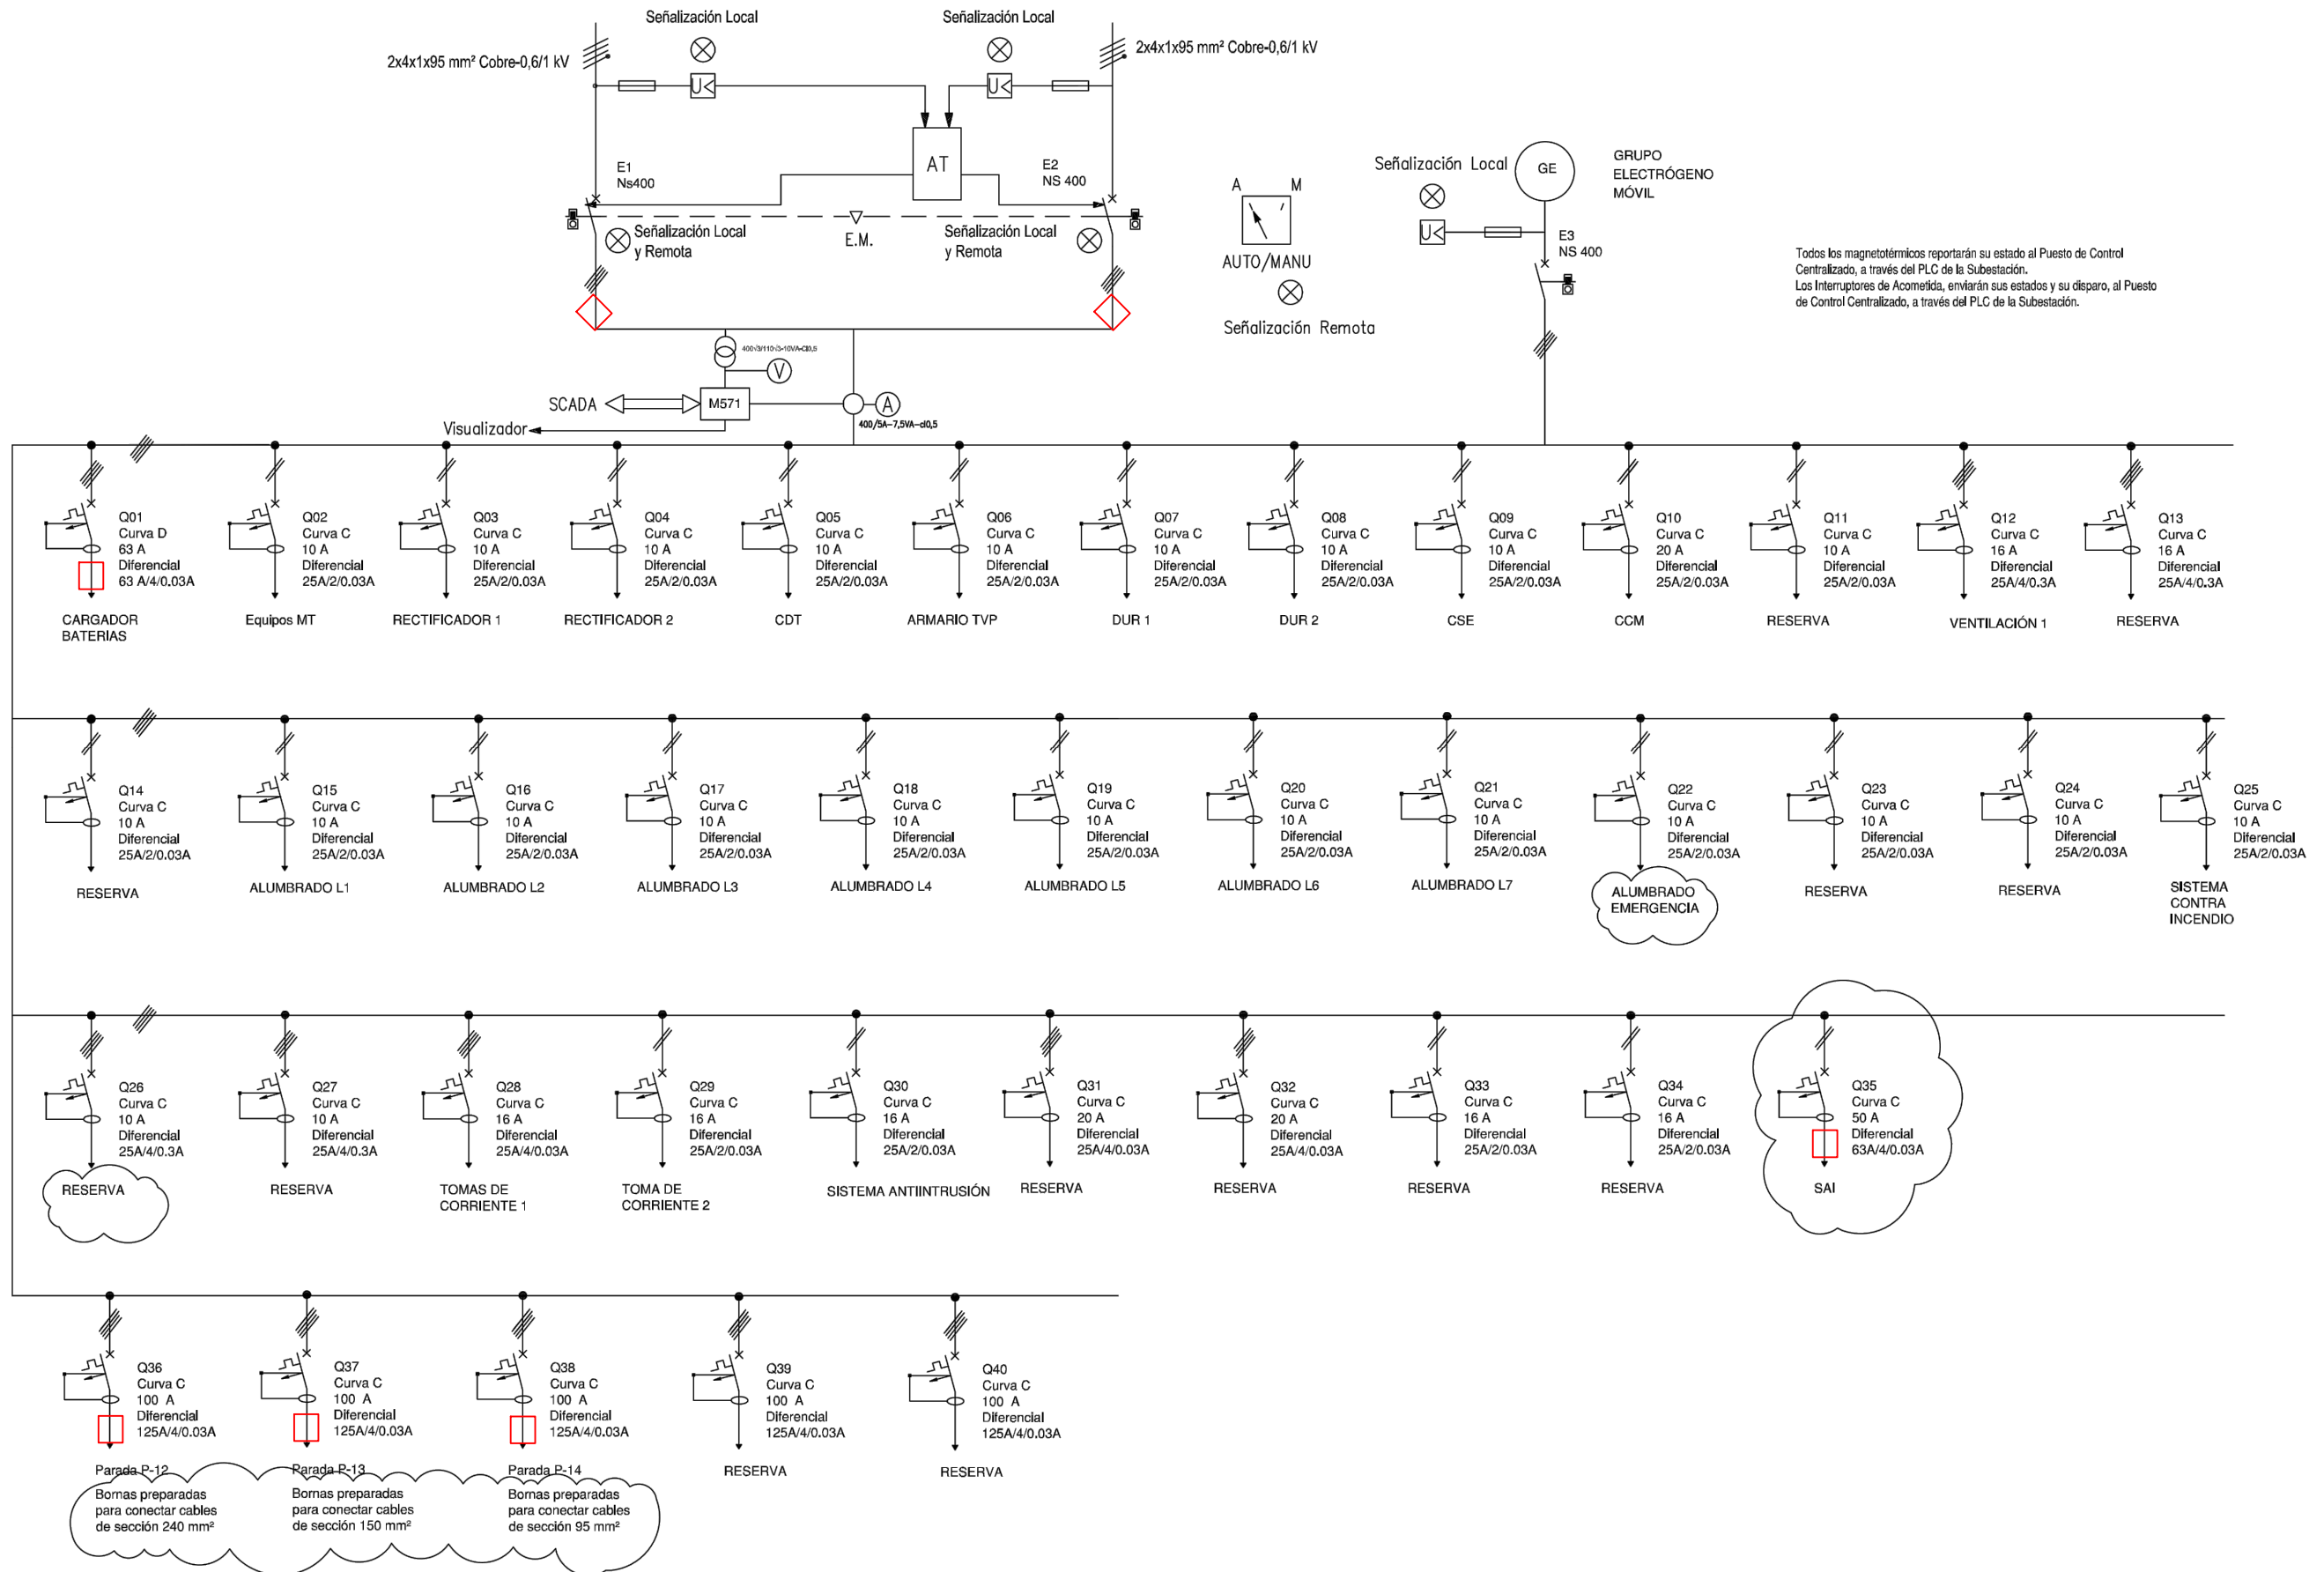 Señalización Local
Señalización Local
2x4x1x95 mm² Cobre-0,6/1 kV
2x4x1x95 mm² Cobre-0,6/1 kV
U<
U<
AT
E1
Ns400
E2
NS 400
Señalización Local
y Remota
E.M.
Señalización Local
y Remota
A M
AUTO/MANU
Señalización Remota
Señalización Local
GE
GRUPO
ELECTRÓGENO
MÓVIL
U<
E3
NS 400
Todos los magnetotérmicos reportarán su estado al Puesto de Control
Centralizado, a través del PLC de la Subestación.
Los Interruptores de Acometida, enviarán sus estados y su disparo, al Puesto
de Control Centralizado, a través del PLC de la Subestación.
400√3/110√3-10VA-Cl0,5
V
SCADA
M571
A
400/5A-7,5VA-cl0,5
Visualizador
Q01
Curva D
63 A
Diferencial
63 A/4/0.03A
CARGADOR
BATERIAS
Q02
Curva C
10 A
Diferencial
25A/2/0.03A
Equipos MT
Q03
Curva C
10 A
Diferencial
25A/2/0.03A
RECTIFICADOR 1
Q04
Curva C
10 A
Diferencial
25A/2/0.03A
RECTIFICADOR 2
Q05
Curva C
10 A
Diferencial
25A/2/0.03A
CDT
Q06
Curva C
10 A
Diferencial
25A/2/0.03A
ARMARIO TVP
Q07
Curva C
10 A
Diferencial
25A/2/0.03A
DUR 1
Q08
Curva C
10 A
Diferencial
25A/2/0.03A
DUR 2
Q09
Curva C
10 A
Diferencial
25A/2/0.03A
CSE
Q10
Curva C
20 A
Diferencial
25A/2/0.03A
CCM
Q11
Curva C
10 A
Diferencial
25A/2/0.03A
RESERVA
Q12
Curva C
16 A
Diferencial
25A/4/0.3A
VENTILACIÓN 1
Q13
Curva C
16 A
Diferencial
25A/4/0.3A
RESERVA
Q14
Curva C
10 A
Diferencial
25A/2/0.03A
RESERVA
Q15
Curva C
10 A
Diferencial
25A/2/0.03A
ALUMBRADO L1
Q16
Curva C
10 A
Diferencial
25A/2/0.03A
ALUMBRADO L2
Q17
Curva C
10 A
Diferencial
25A/2/0.03A
ALUMBRADO L3
Q18
Curva C
10 A
Diferencial
25A/2/0.03A
ALUMBRADO L4
Q19
Curva C
10 A
Diferencial
25A/2/0.03A
ALUMBRADO L5
Q20
Curva C
10 A
Diferencial
25A/2/0.03A
ALUMBRADO L6
Q21
Curva C
10 A
Diferencial
25A/2/0.03A
ALUMBRADO L7
Q22
Curva C
10 A
Diferencial
25A/2/0.03A
ALUMBRADO
EMERGENCIA
Q23
Curva C
10 A
Diferencial
25A/2/0.03A
RESERVA
Q24
Curva C
10 A
Diferencial
25A/2/0.03A
RESERVA
Q25
Curva C
10 A
Diferencial
25A/2/0.03A
SISTEMA
CONTRA
INCENDIO
Q26
Curva C
10 A
Diferencial
25A/4/0.3A
RESERVA
Q27
Curva C
10 A
Diferencial
25A/4/0.3A
RESERVA
Q28
Curva C
16 A
Diferencial
25A/4/0.03A
TOMAS DE
CORRIENTE 1
Q29
Curva C
16 A
Diferencial
25A/2/0.03A
TOMA DE
CORRIENTE 2
Q30
Curva C
16 A
Diferencial
25A/2/0.03A
SISTEMA ANTIINTRUSIÓN
Q31
Curva C
20 A
Diferencial
25A/4/0.03A
RESERVA
Q32
Curva C
20 A
Diferencial
25A/4/0.03A
RESERVA
Q33
Curva C
16 A
Diferencial
25A/2/0.03A
RESERVA
Q34
Curva C
16 A
Diferencial
25A/2/0.03A
RESERVA
Q35
Curva C
50 A
Diferencial
63A/4/0.03A
SAI
Q36
Curva C
100 A
Diferencial
125A/4/0.03A
Parada P-12
Bornas preparadas
para conectar cables
de sección 240 mm²
Q37
Curva C
100 A
Diferencial
125A/4/0.03A
Parada P-13
Bornas preparadas
para conectar cables
de sección 150 mm²
Q38
Curva C
100 A
Diferencial
125A/4/0.03A
Parada P-14
Bornas preparadas
para conectar cables
de sección 95 mm²
Q39
Curva C
100 A
Diferencial
125A/4/0.03A
RESERVA
Q40
Curva C
100 A
Diferencial
125A/4/0.03A
RESERVA